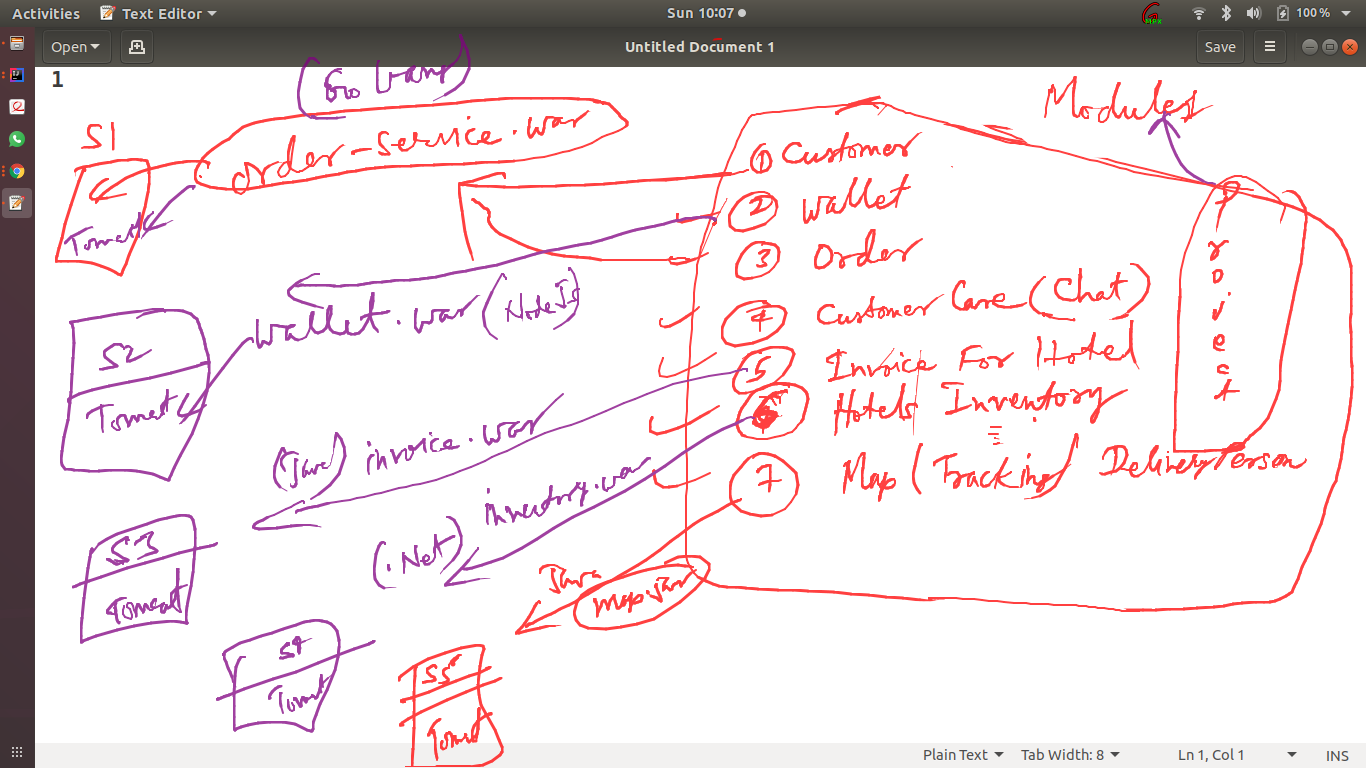 Activities Text Editor Sun 10:07 100 %
Open Untitled Document 1 Save
1
Modules
S1
order-service.war
Tomcat
① Customer
② Wallet
③ Order
④ Customer Care (Chat)
⑤ Invoice For Hotel
⑥ Hotels Inventory
⑦ Map (Tracking) Delivery Person
Project
wallet.war (NodeJs)
S2
Tomcat
(Java) invoice.war
S3
Tomcat
(.Net) inventory.war
S4
Tomcat
Java
map.jar
S5
Tomcat
Plain Text Tab Width: 8 Ln 1, Col 1 INS